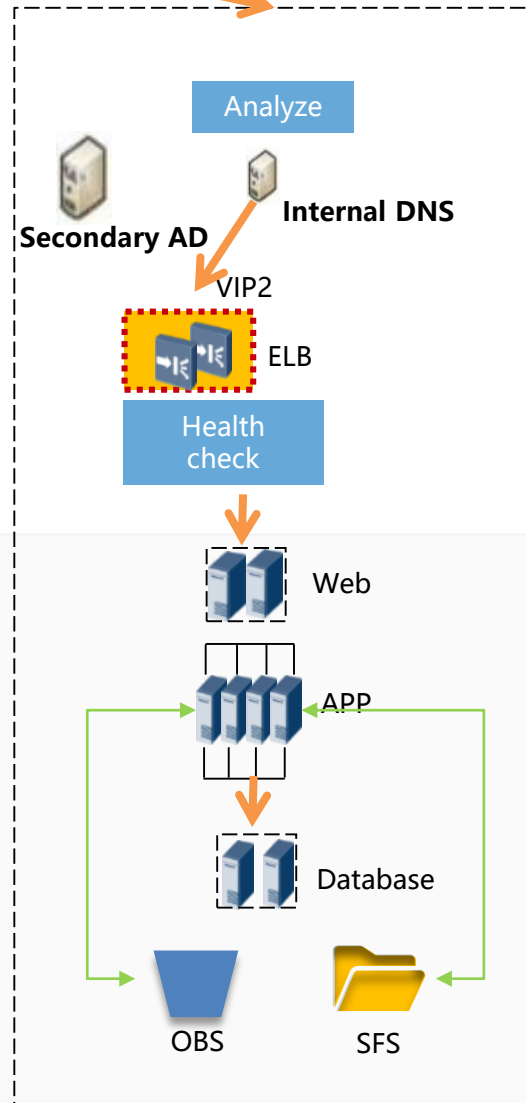 Analyze
Internal DNS
Secondary AD
VIP2
ELB
Health
check
Web
APP
Database
OBS
SFS